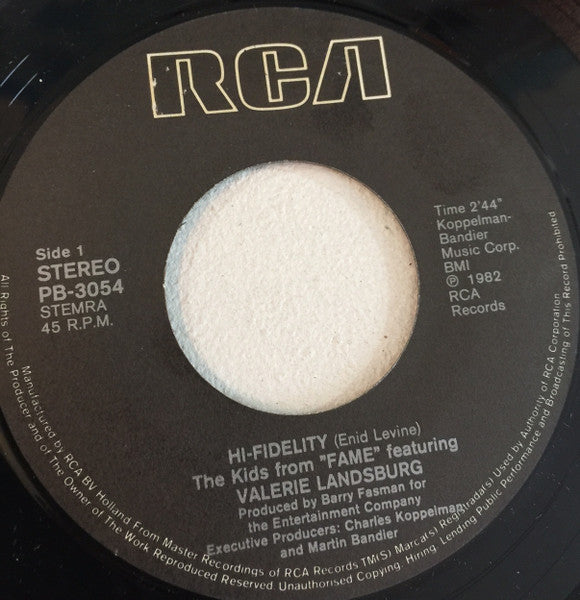 RCA
Side 1
STEREO
PB-3054
STEMRA
45 R.P.M.
Time 2'44"
Koppelman-
Bandier
Music Corp.
BMI
℗ 1982
RCA
Records
HI-FIDELITY (Enid Levine)
The Kids from "FAME" featuring
VALERIE LANDSBURG
Produced by Barry Fasman for
the Entertainment Company
Executive Producers: Charles Koppelman
and Martin Bandier
Manufactured by RCA BV Holland From Master Recordings of RCA Records TM(S) Marca(s) Registrada(s) Used by Authority of RCA Corporation
All Rights of The Producer and of The Owner of The Work Reproduced Reserved. Unauthorised Copying. Hiring. Lending Public Performance and Broadcasting of This Record Prohibited